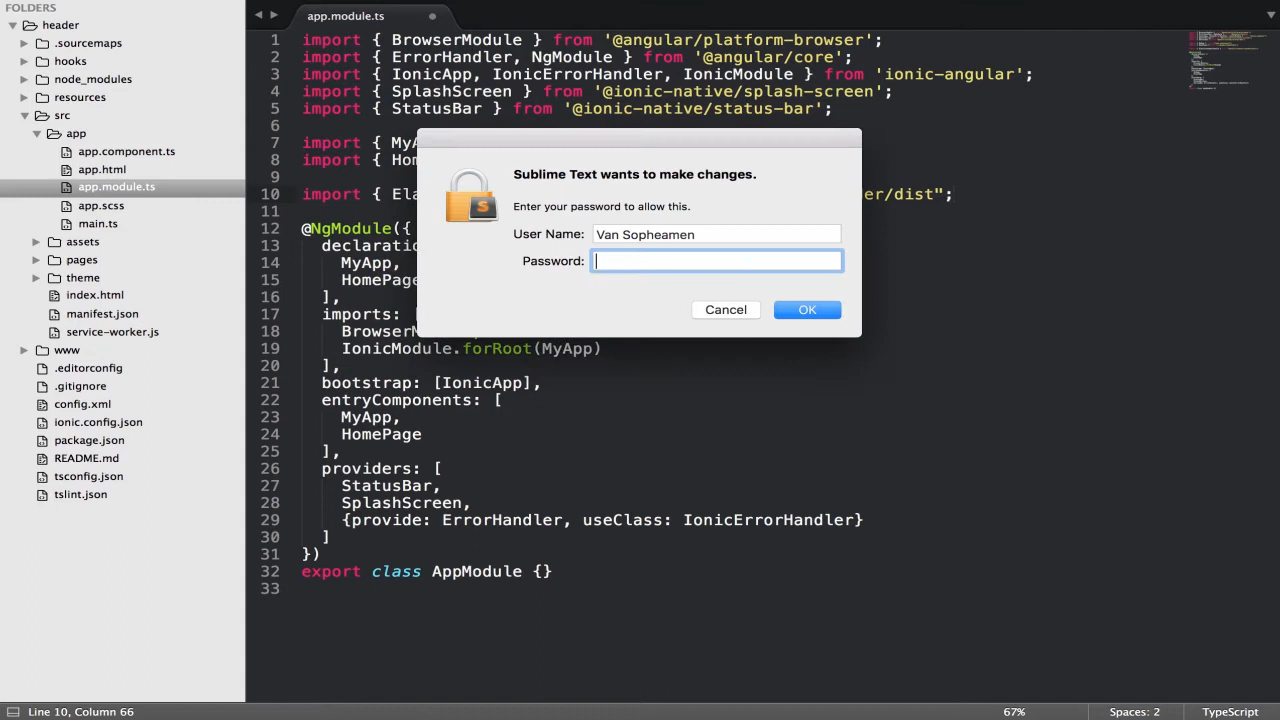 FOLDERS
header
.sourcemaps
hooks
node_modules
resources
src
app
app.component.ts
app.html
app.module.ts
app.scss
main.ts
assets
pages
theme
index.html
manifest.json
service-worker.js
www
.editorconfig
.gitignore
config.xml
ionic.config.json
package.json
README.md
tsconfig.json
tslint.json
app.module.ts
1 import { BrowserModule } from '@angular/platform-browser';
2 import { ErrorHandler, NgModule } from '@angular/core';
3 import { IonicApp, IonicErrorHandler, IonicModule } from 'ionic-angular';
4 import { SplashScreen } from '@ionic-native/splash-screen';
5 import { StatusBar } from '@ionic-native/status-bar';
6
7 import { MyA
8 import { Hom
9
10 import { Ela er/dist";
11
12 @NgModule({
13 declaratio
14 MyApp,
15 HomePage
16 ],
17 imports: [
18 BrowserM
19 IonicModule.forRoot(MyApp)
20 ],
21 bootstrap: [IonicApp],
22 entryComponents: [
23 MyApp,
24 HomePage
25 ],
26 providers: [
27 StatusBar,
28 SplashScreen,
29 {provide: ErrorHandler, useClass: IonicErrorHandler}
30 ]
31 })
32 export class AppModule {}
33
Sublime Text wants to make changes.
Enter your password to allow this.
User Name: Van Sopheamen
Password:
Cancel OK
Line 10, Column 66 67% Spaces: 2 TypeScript